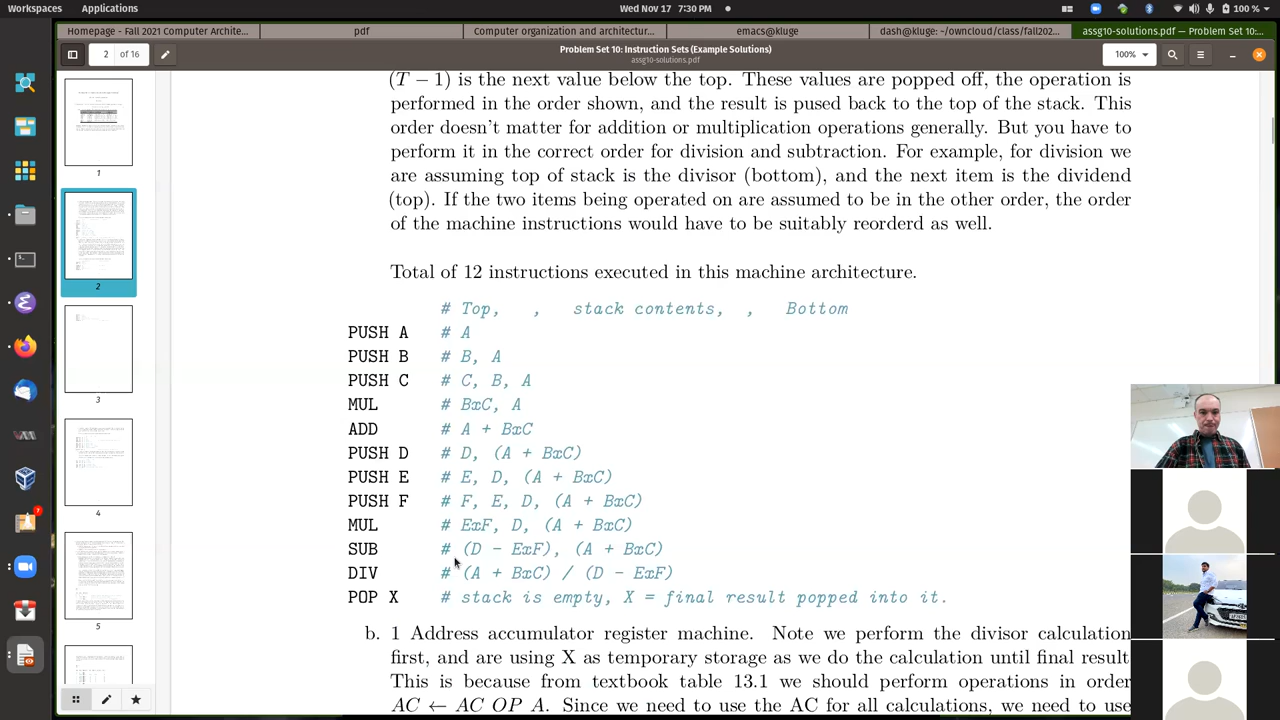 Workspaces Applications Wed Nov 17 7:30 PM 100 %
Homepage - Fall 2021 Computer Archite... pdf Computer organization and architectur... emacs@kluge dash@kluge: ~/owncloud/class/fall202... assg10-solutions.pdf — Problem Set 10:...
2 of 16 Problem Set 10: Instruction Sets (Example Solutions) 100%
assg10-solutions.pdf
(T − 1) is the next value below the top. These values are popped off, the operation is
performed in the order shown, and the result is pushed back to the top of the stack. This
order doesn't matter for addition or multiplication operations generally. But you have to
perform it in the correct order for division and subtraction. For example, for division we
are assuming top of stack is the divisor (bottom), and the next item is the dividend
(top). If the two items being operated on are assumed to be in the other order, the order
of the machine instructions would have to be suitably reorderd as well.
Total of 12 instructions executed in this machine architecture.
# Top, , stack contents, , Bottom
PUSH A # A
PUSH B # B, A
PUSH C # C, B, A
MUL # BxC, A
ADD # A + BxC
PUSH D # D, (A + BxC)
PUSH E # E, D, (A + BxC)
PUSH F # F, E, D, (A + BxC)
MUL # ExF, D, (A + BxC)
SUB # (D - ExF), (A + BxC)
DIV # (A + BxC) / (D - ExF)
POP X # stack is empty, X = final result popped into it.
b. 1 Address accumulator register machine. Note we perform the divisor calculation
first, and are using X as temporary storage as we do the calculation until final result
This is because from textbook table 13.1 we should perform operations in order
AC ← AC OP A. Since we need to use the AC for all calculations, we need to use
1
2
3
4
5